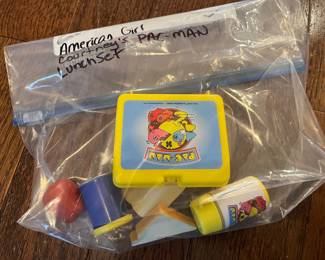 American Girl
Courtney's PAC-MAN
Lunch Set
PAC-MAN